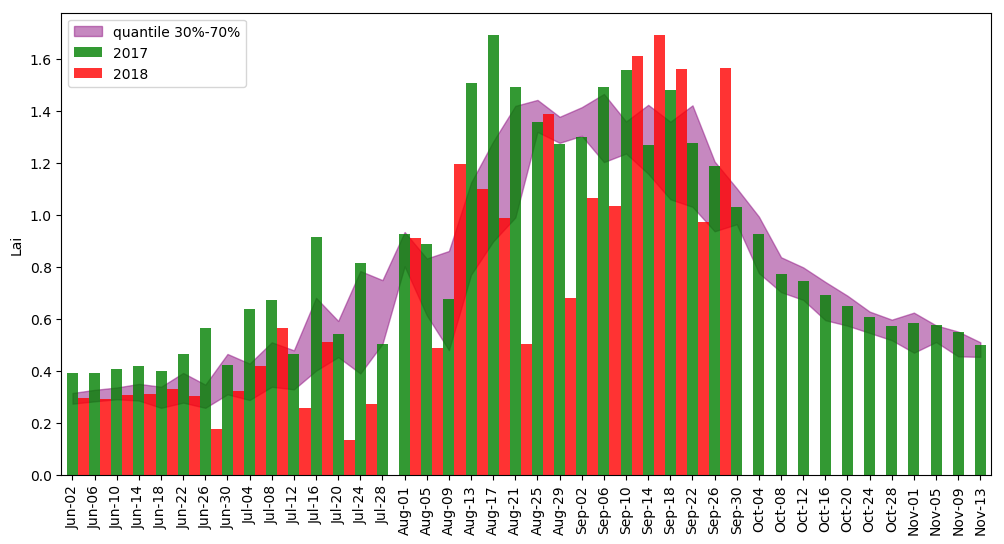 quantile 30%-70%
2017
2018
Lai
1.6
1.4
1.2
1.0
0.8
0.6
0.4
0.2
0.0
Jun-02
Jun-06
Jun-10
Jun-14
Jun-18
Jun-22
Jun-26
Jun-30
Jul-04
Jul-08
Jul-12
Jul-16
Jul-20
Jul-24
Jul-28
Aug-01
Aug-05
Aug-09
Aug-13
Aug-17
Aug-21
Aug-25
Aug-29
Sep-02
Sep-06
Sep-10
Sep-14
Sep-18
Sep-22
Sep-26
Sep-30
Oct-04
Oct-08
Oct-12
Oct-16
Oct-20
Oct-24
Oct-28
Nov-01
Nov-05
Nov-09
Nov-13